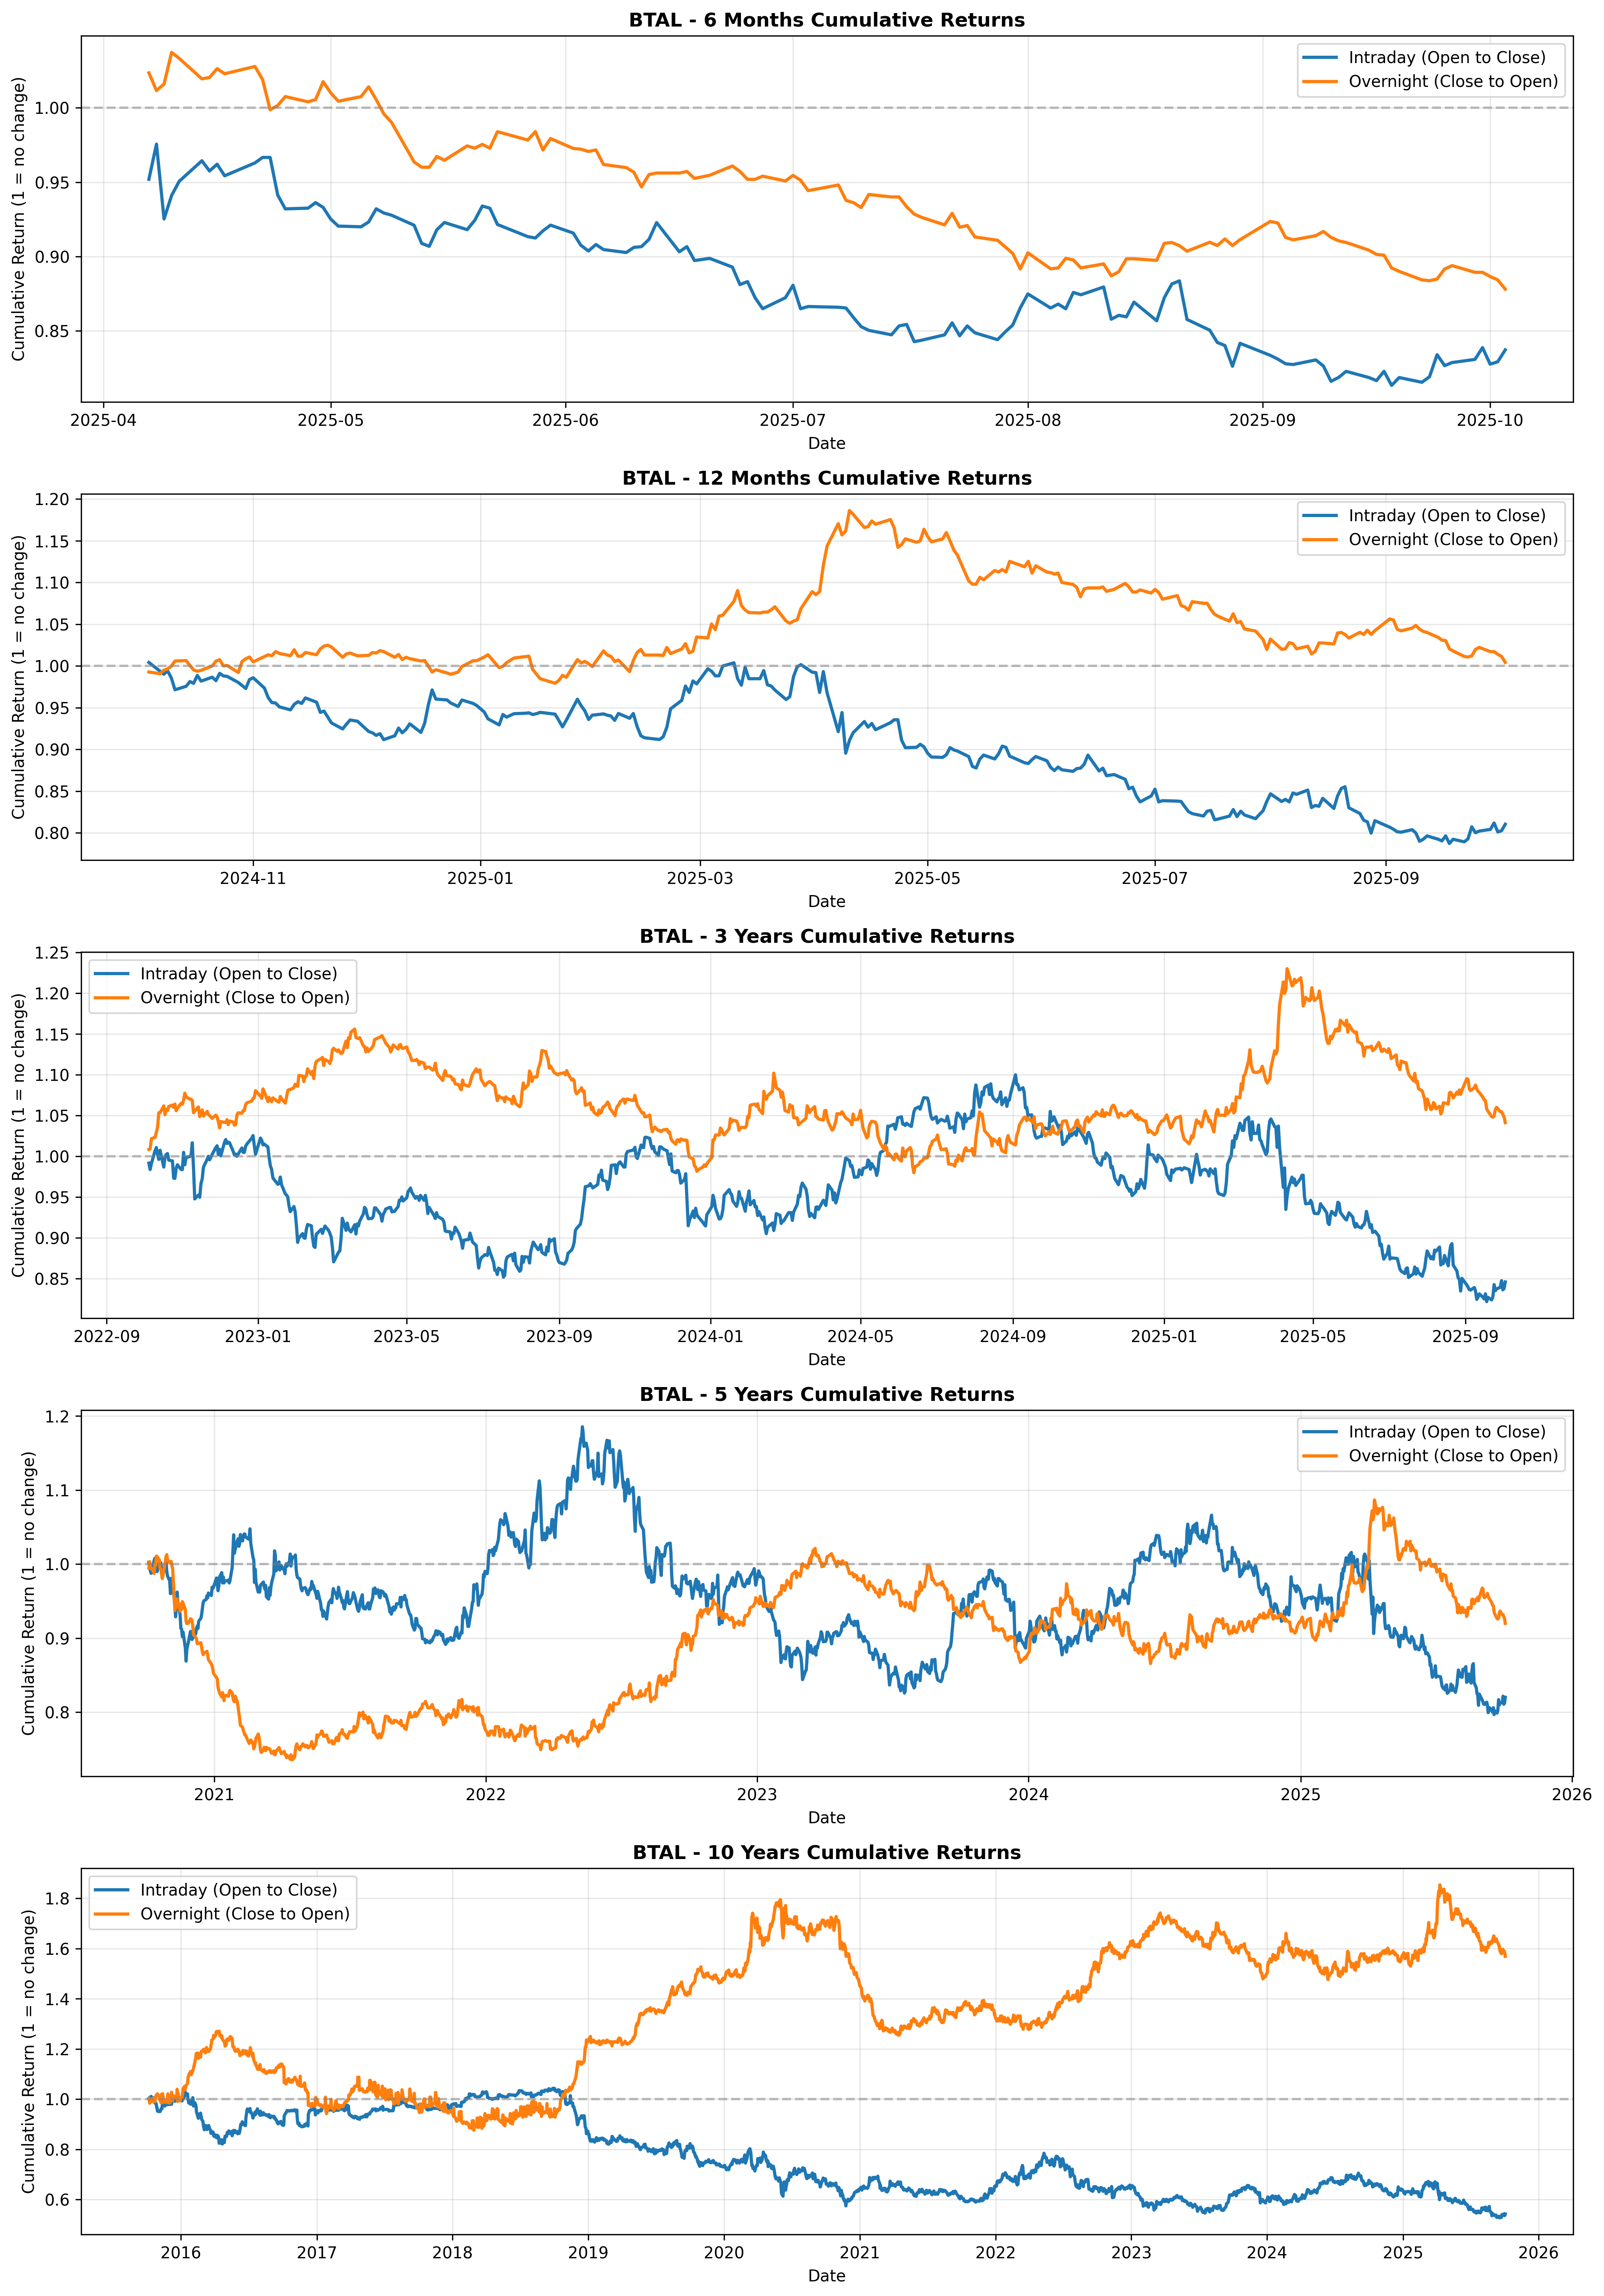 BTAL - 6 Months Cumulative Returns
Cumulative Return (1 = no change)
Intraday (Open to Close)
Overnight (Close to Open)
1.00
0.95
0.90
0.85
2025-04 2025-05 2025-06 2025-07 2025-08 2025-09 2025-10
Date
BTAL - 12 Months Cumulative Returns
Cumulative Return (1 = no change)
Intraday (Open to Close)
Overnight (Close to Open)
1.20
1.15
1.10
1.05
1.00
0.95
0.90
0.85
0.80
2024-11 2025-01 2025-03 2025-05 2025-07 2025-09
Date
BTAL - 3 Years Cumulative Returns
Cumulative Return (1 = no change)
Intraday (Open to Close)
Overnight (Close to Open)
1.25
1.20
1.15
1.10
1.05
1.00
0.95
0.90
0.85
2022-09 2023-01 2023-05 2023-09 2024-01 2024-05 2024-09 2025-01 2025-05 2025-09
Date
BTAL - 5 Years Cumulative Returns
Cumulative Return (1 = no change)
Intraday (Open to Close)
Overnight (Close to Open)
1.2
1.1
1.0
0.9
0.8
2021 2022 2023 2024 2025 2026
Date
BTAL - 10 Years Cumulative Returns
Cumulative Return (1 = no change)
Intraday (Open to Close)
Overnight (Close to Open)
1.8
1.6
1.4
1.2
1.0
0.8
0.6
2016 2017 2018 2019 2020 2021 2022 2023 2024 2025 2026
Date